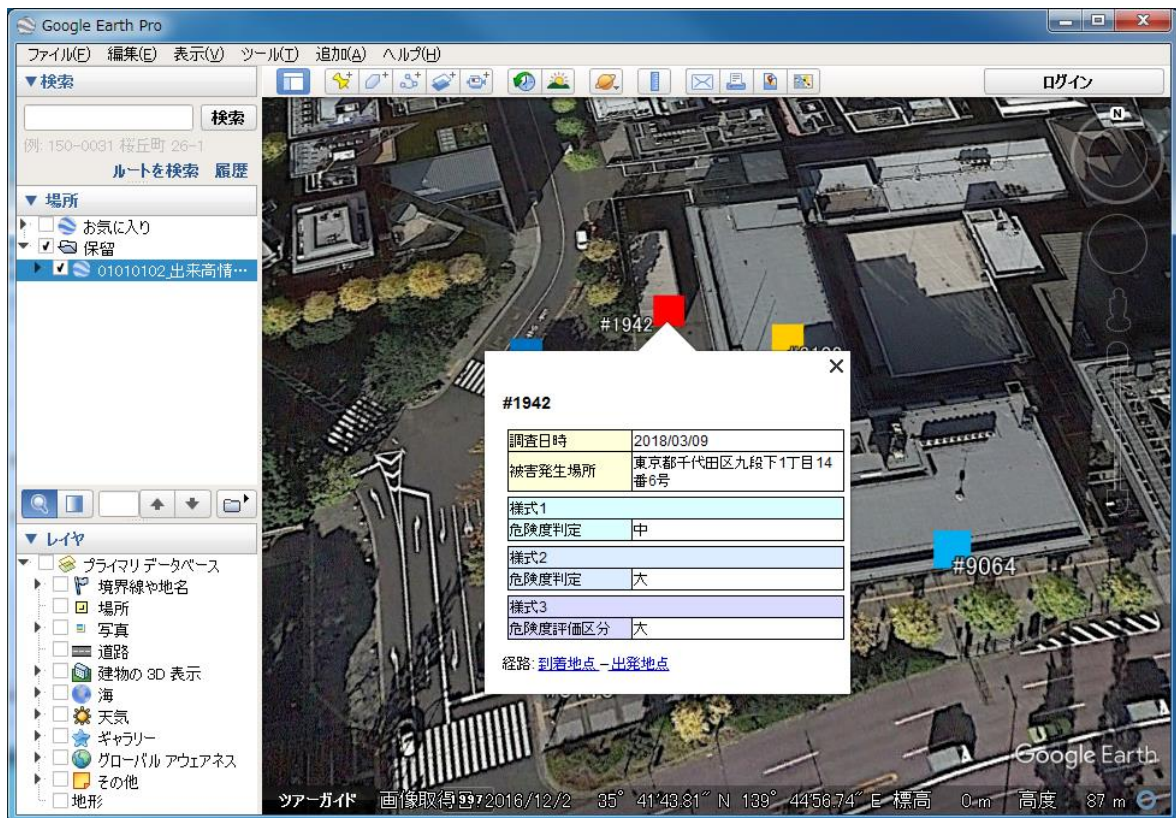 Google Earth Pro
ファイル(F) 編集(E) 表示(V) ツール(T) 追加(A) ヘルプ(H)
▼検索
ログイン
検索
例: 150-0031 桜丘町 26-1
ルートを検索 履歴
▼ 場所
お気に入り
保留
01010102_出来高情…
#1942
#1942
調査日時 2018/03/09
被害発生場所 東京都千代田区九段下1丁目14
番6号
様式1
危険度判定 中
様式2
危険度判定 大
様式3
危険度評価区分 大
経路: 到着地点 – 出発地点
#9064
N
▼ レイヤ
プライマリ データベース
境界線や地名
場所
写真
道路
建物の 3D 表示
海
天気
ギャラリー
グローバル アウェアネス
その他
地形
Google Earth
ツアーガイド 1997 画像取得日: 2016/12/2 35° 41'43.81" N 139° 44'56.74" E 標高 0 m 高度 87 m